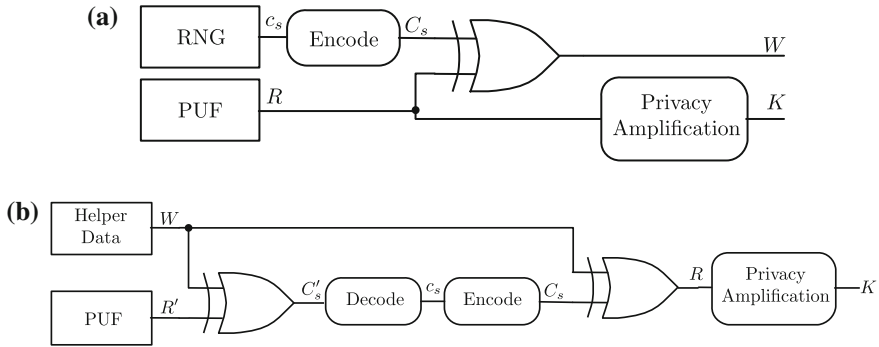 (a)
RNG
c_s
Encode
C_s
W
PUF
R
Privacy
Amplification
K
(b)
Helper
Data
W
PUF
R'
C'_s
Decode
c_s
Encode
C_s
R
Privacy
Amplification
K